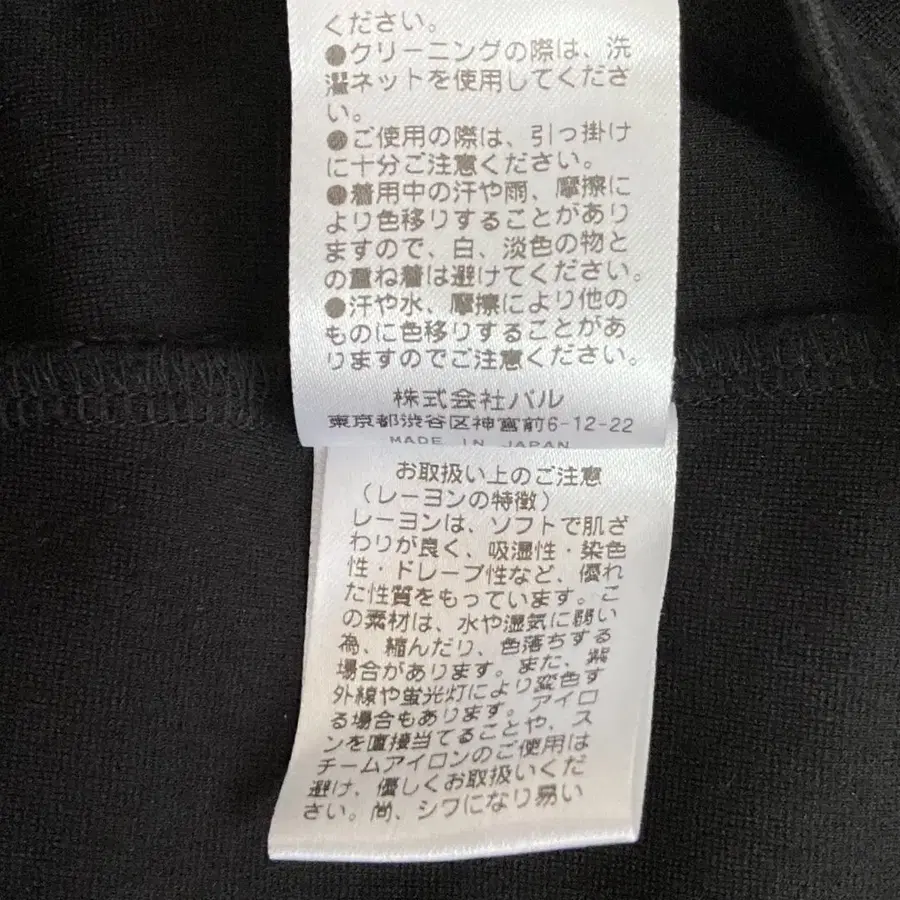 ください。
●クリーニングの際は、洗
濯ネットを使用してくださ
い。
●ご使用の際は、引っ掛け
に十分ご注意ください。
●着用中の汗や雨、摩擦に
より色移りすることがあり
ますので、白、淡色の物と
の重ね着は避けてください。
●汗や水、摩擦により他の
ものに色移りすることがあ
りますのでご注意ください。
株式会社パル
東京都渋谷区神宮前6-12-22
MADE IN JAPAN
お取扱い上のご注意
(レーヨンの特徴)
レーヨンは、ソフトで肌ざ
わりが良く、吸湿性・染色
性・ドレープ性など、優れ
た性質をもっています。こ
の素材は、水や湿気に弱い
為、縮んだり、色落ちする
場合があります。また、紫
外線や蛍光灯により変色す
る場合もあります。アイロ
ンを直接当てることや、ス
チームアイロンのご使用は
避け、優しくお取扱いくだ
さい。尚、シワになり易い